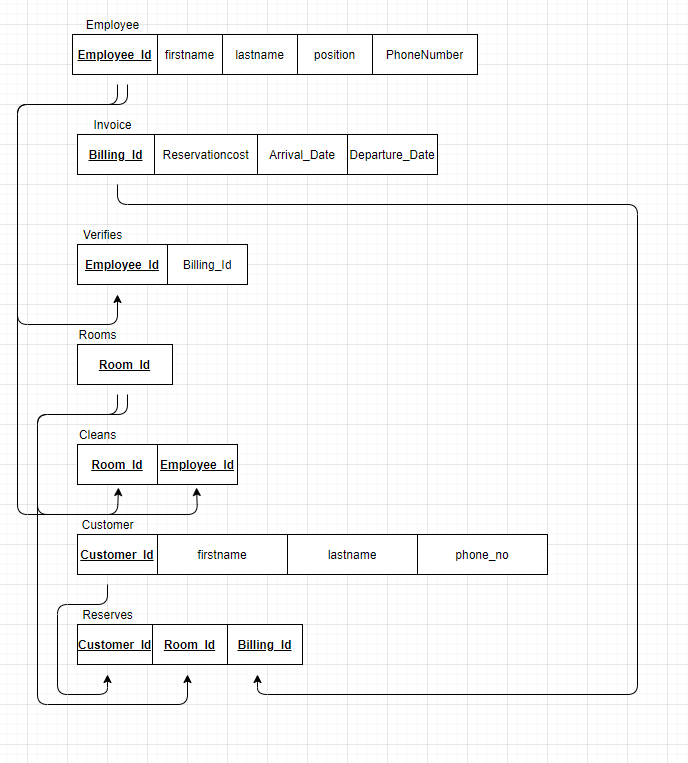 Employee
Employee_Id firstname lastname position PhoneNumber
Invoice
Billing_Id Reservationcost Arrival_Date Departure_Date
Verifies
Employee_Id Billing_Id
Rooms
Room_Id
Cleans
Room_Id Employee_Id
Customer
Customer_Id firstname lastname phone_no
Reserves
Customer_Id Room_Id Billing_Id